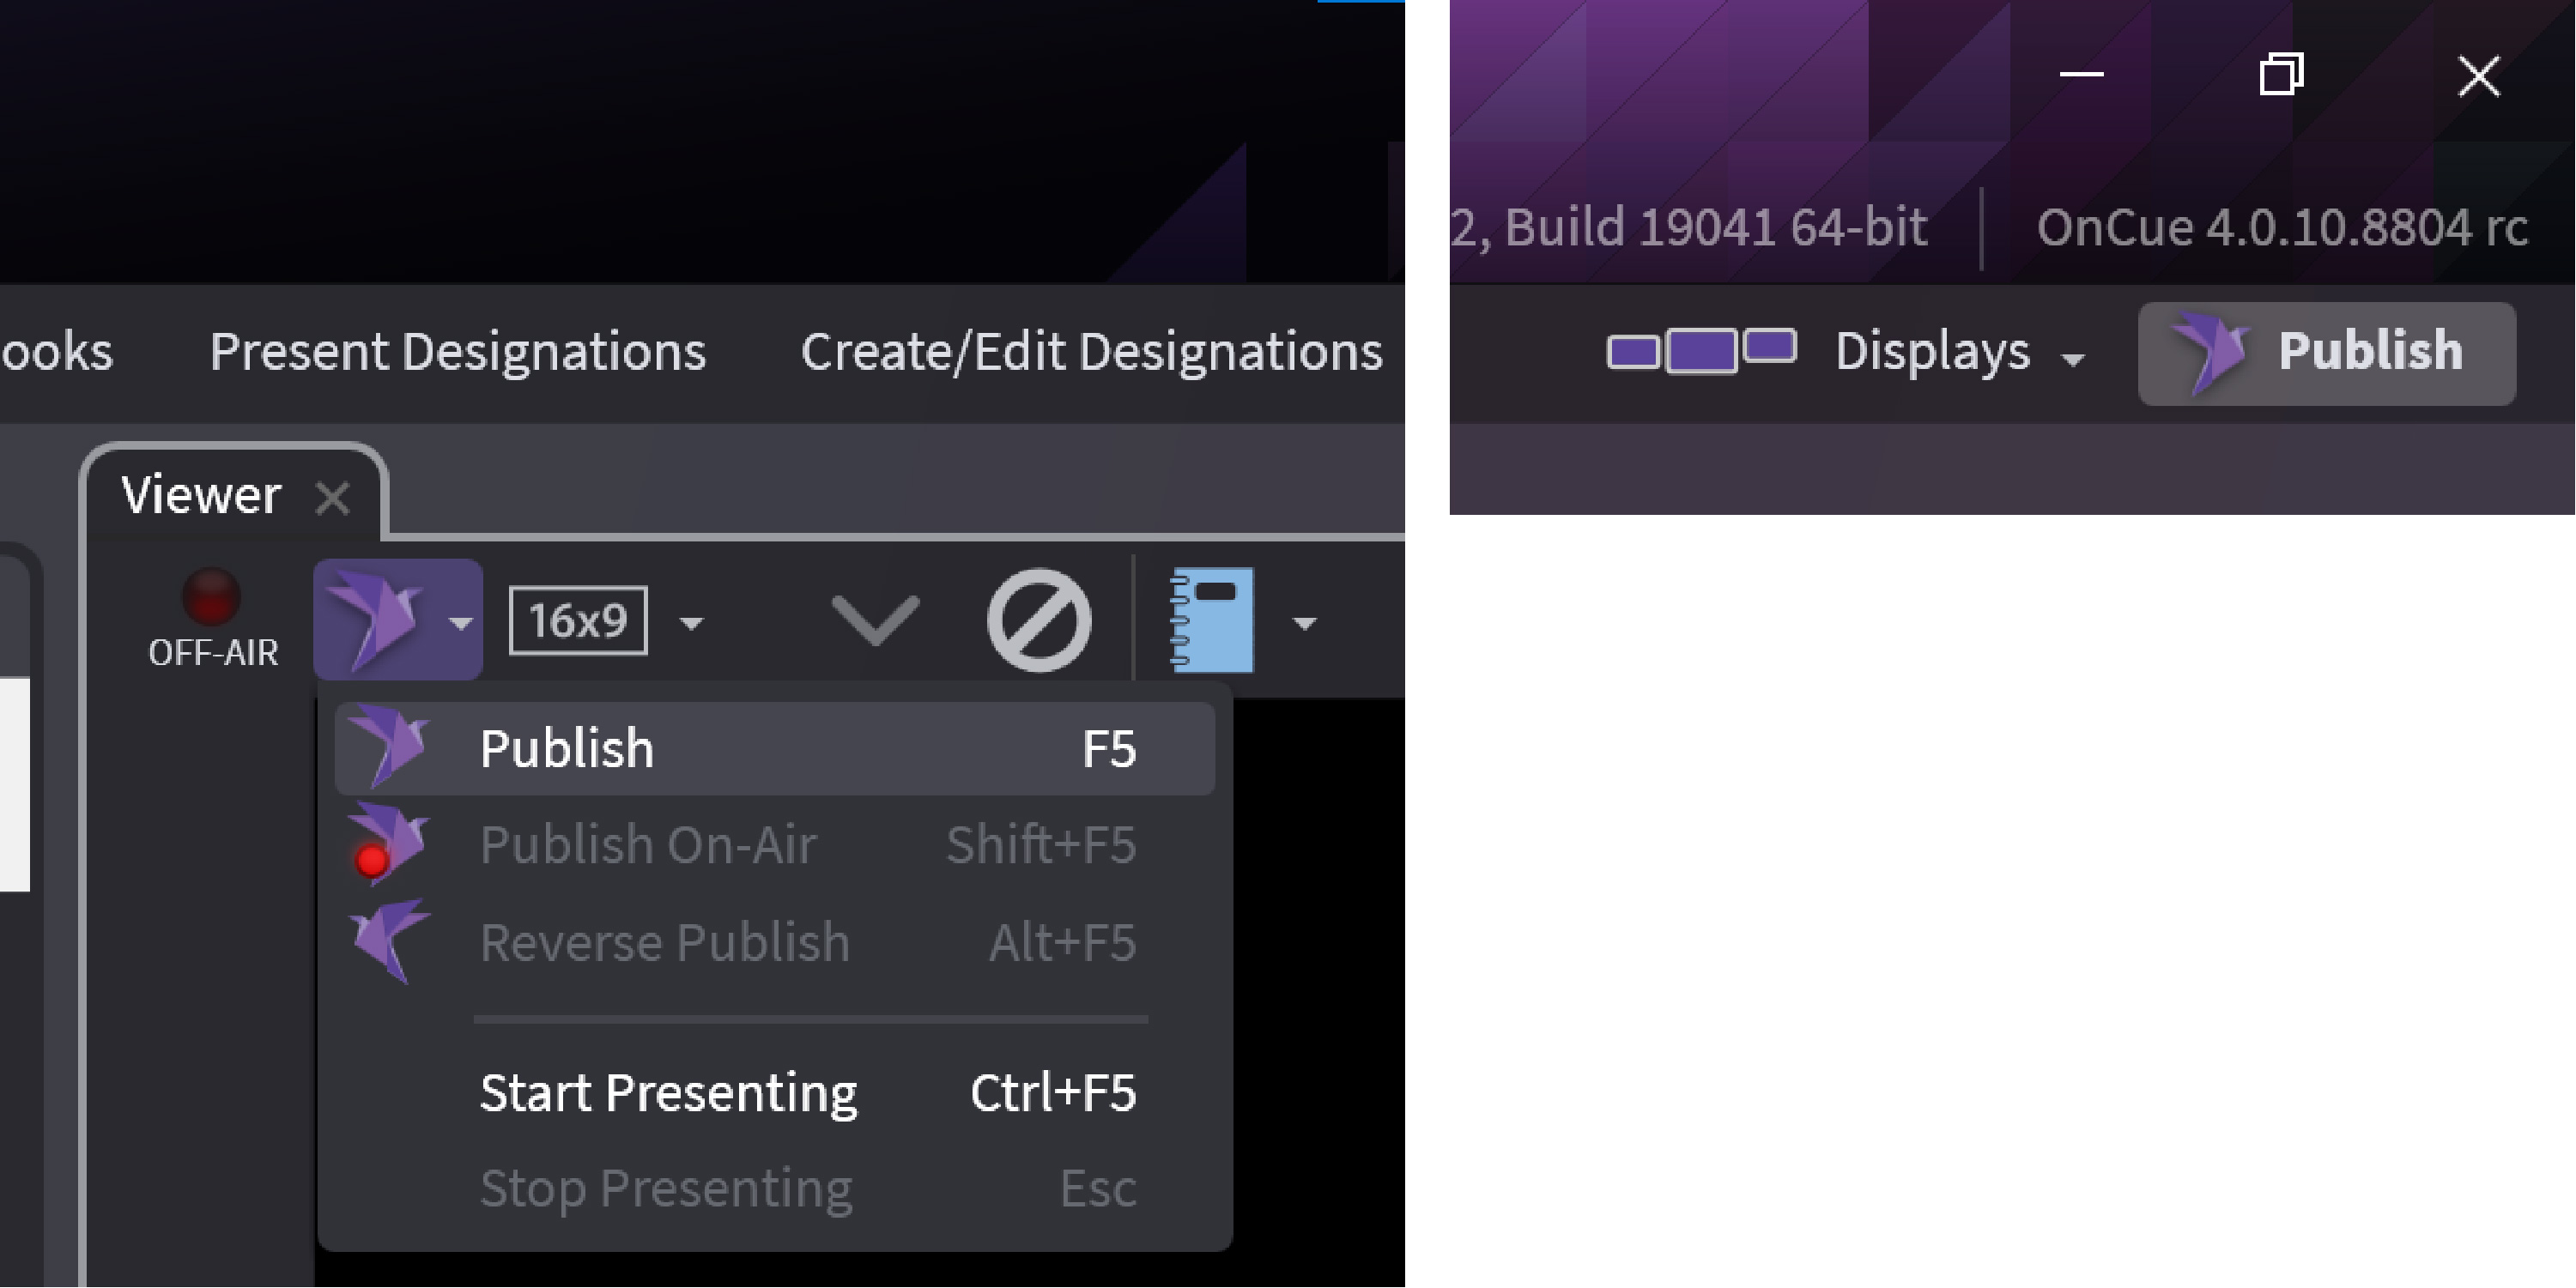 ooks Present Designations Create/Edit Designations
Viewer
OFF-AIR
16x9
Publish F5
Publish On-Air Shift+F5
Reverse Publish Alt+F5
Start Presenting Ctrl+F5
Stop Presenting Esc
2, Build 19041 64-bit OnCue 4.0.10.8804 rc
Displays Publish